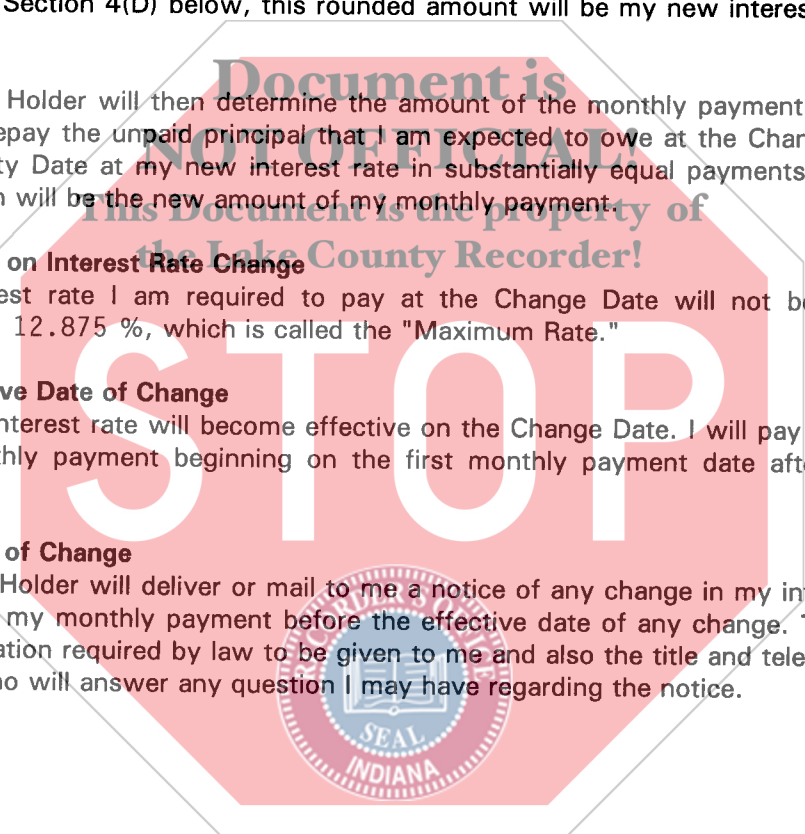 Section 4(D) below, this rounded amount will be my new interes
Document is
Holder will then determine the amount of the monthly payment
epay the unpaid principal that I am expected to owe at the Chan
NOT OFFICIAL!
ty Date at my new interest rate in substantially equal payments
n will be the new amount of my monthly payment.
This Document is the property of
the Lake County Recorder!
on Interest Rate Change
est rate I am required to pay at the Change Date will not be
12.875 %, which is called the "Maximum Rate."
STOP
ve Date of Change
nterest rate will become effective on the Change Date. I will pay
thly payment beginning on the first monthly payment date aft
of Change
Holder will deliver or mail to me a notice of any change in my in
my monthly payment before the effective date of any change.
ation required by law to be given to me and also the title and tele
no will answer any question I may have regarding the notice.
RECORDER'S OFFICE
SEAL
INDIANA